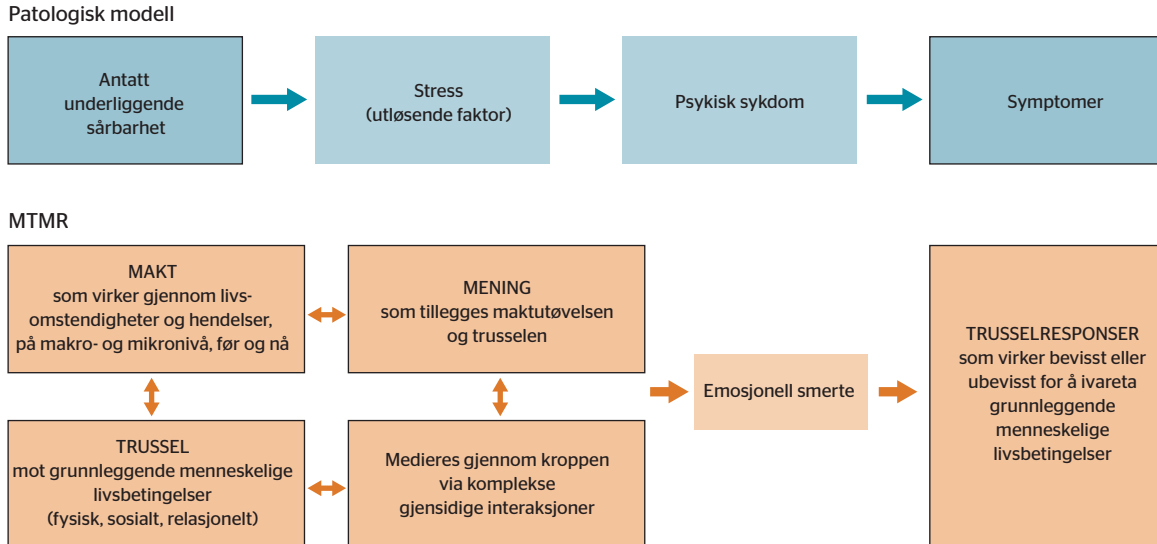 Patologisk modell
Antatt
underliggende
sårbarhet
Stress
(utløsende faktor)
Psykisk sykdom
Symptomer
MTMR
MAKT
som virker gjennom livs-
omstendigheter og hendelser,
på makro- og mikronivå, før og nå
MENING
som tillegges maktutøvelsen
og trusselen
TRUSSEL
mot grunnleggende menneskelige
livsbetingelser
(fysisk, sosialt, relasjonelt)
Medieres gjennom kroppen
via komplekse
gjensidige interaksjoner
Emosjonell smerte
TRUSSELRESPONSER
som virker bevisst eller
ubevisst for å ivareta
grunnleggende
menneskelige
livsbetingelser